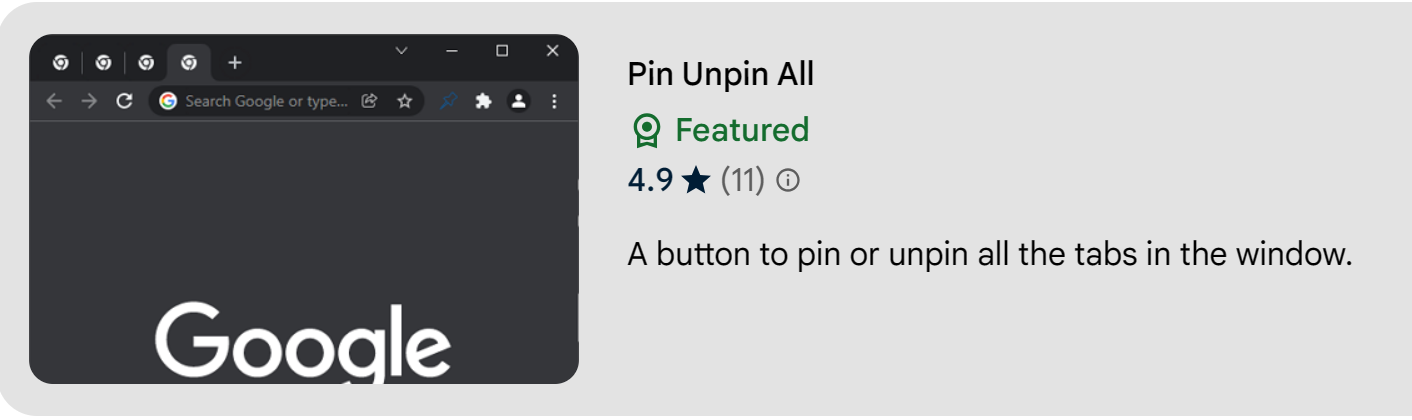 Search Google or type...
Google
Pin Unpin All
Featured
4.9 ★ (11)
A button to pin or unpin all the tabs in the window.